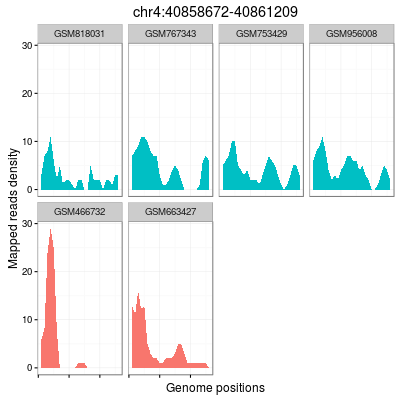 chr4:40858672-40861209
GSM818031 GSM767343 GSM753429 GSM956008
30
20
10
0
GSM466732 GSM663427
30
20
10
0
Mapped reads density
Genome positions